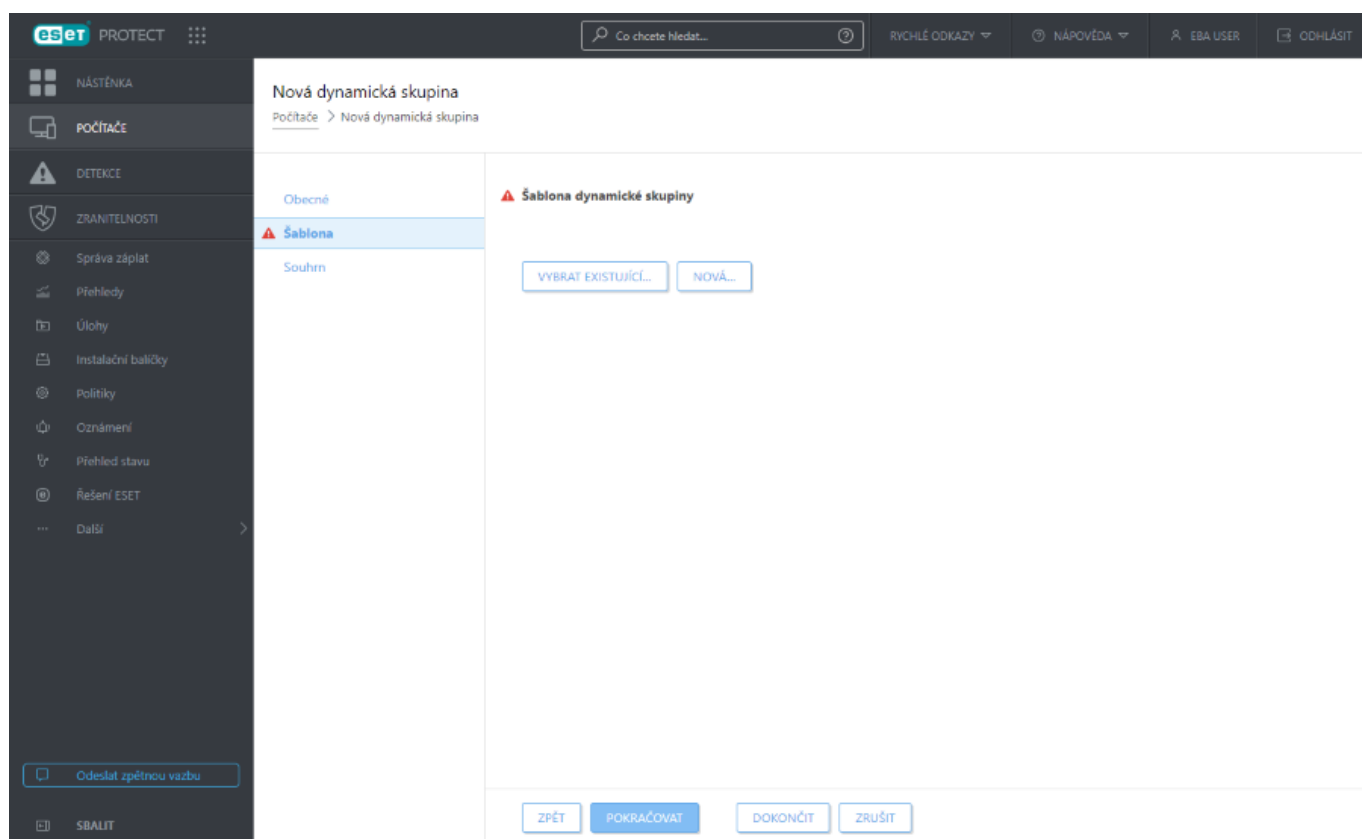 eset PROTECT
Co chcete hledat...
RYCHLÉ ODKAZY
NÁPOVĚDA
EBA USER
ODHLÁSIT
NÁSTĚNKA
POČÍTAČE
DETEKCE
ZRANITELNOSTI
Správa záplat
Přehledy
Úlohy
Instalační balíčky
Politiky
Oznámení
Přehled stavu
Řešení ESET
Další
Odeslat zpětnou vazbu
SBALIT
Nová dynamická skupina
Počítače > Nová dynamická skupina
Obecné
Šablona
Souhrn
Šablona dynamické skupiny
VYBRAT EXISTUJÍCÍ...
NOVÁ...
ZPĚT
POKRAČOVAT
DOKONČIT
ZRUŠIT